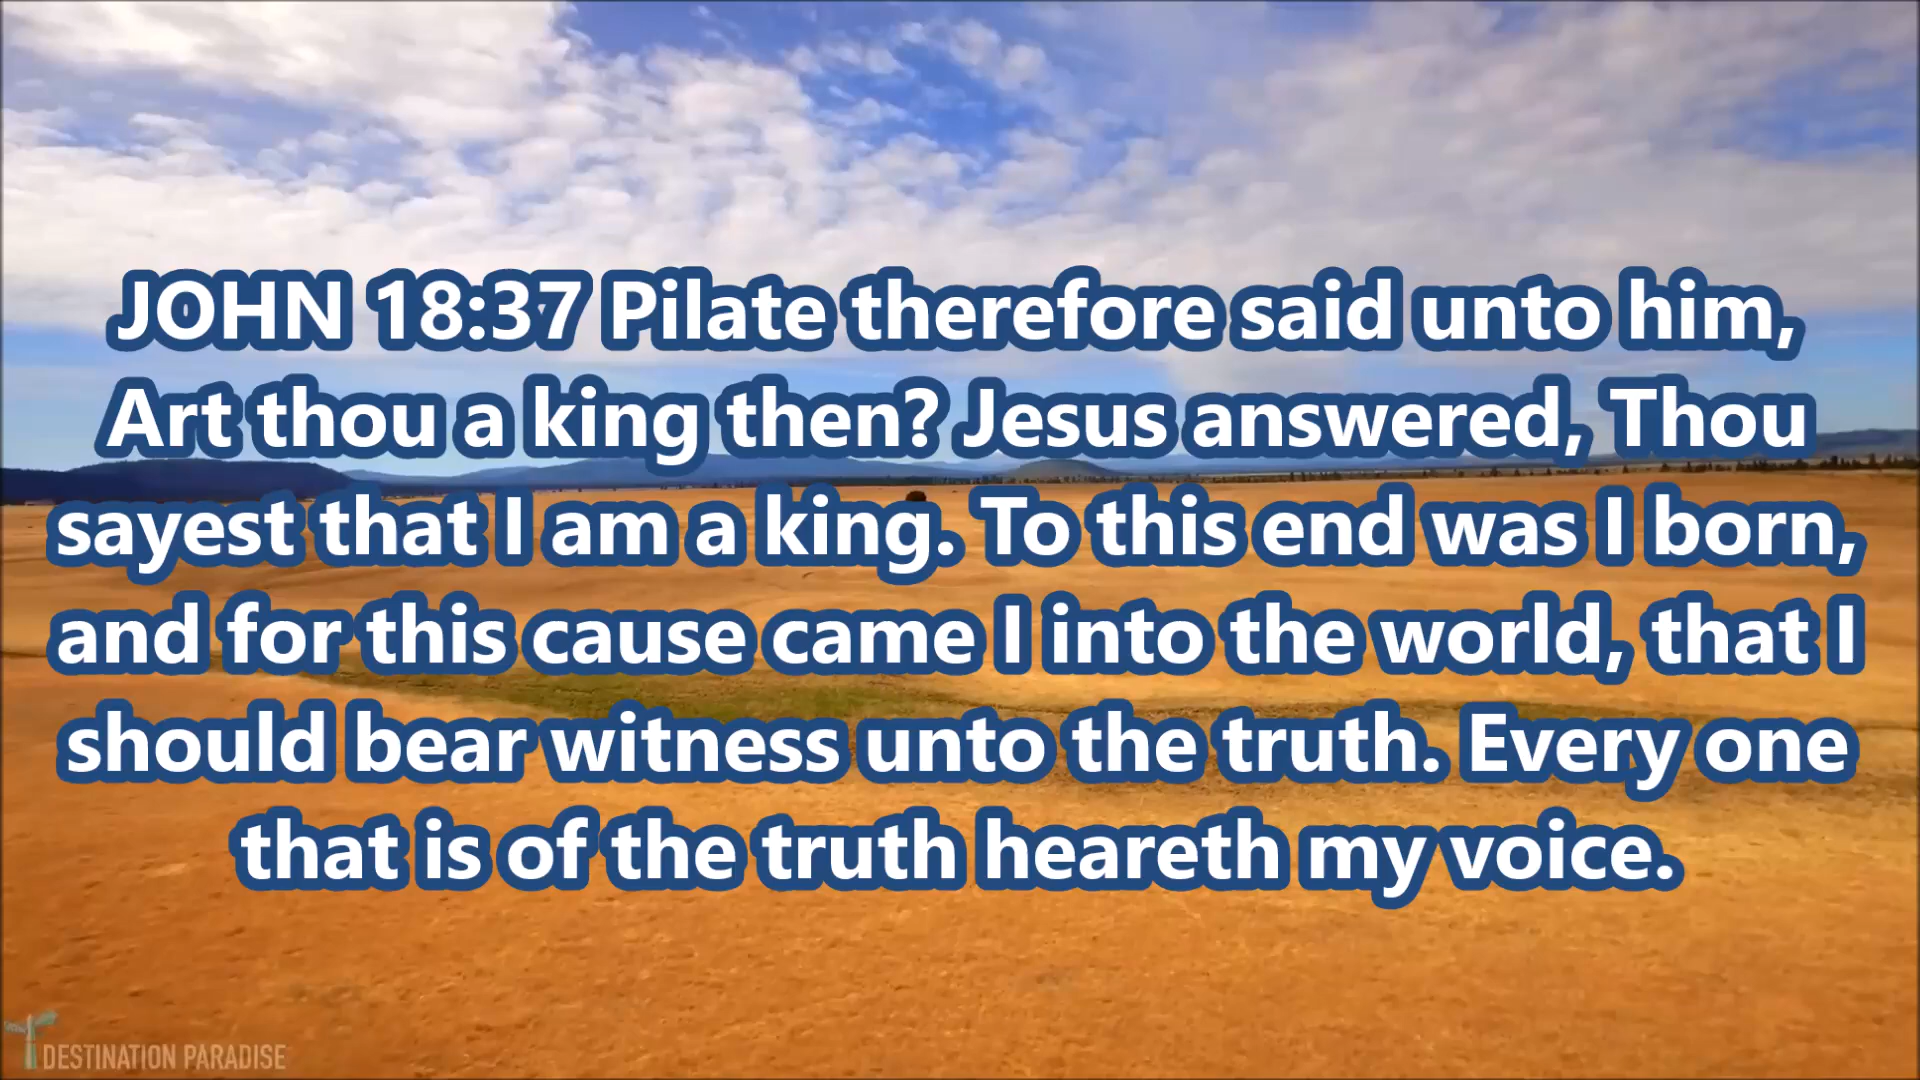 JOHN 18:37 Pilate therefore said unto him,
Art thou a king then? Jesus answered, Thou
sayest that I am a king. To this end was I born,
and for this cause came I into the world, that I
should bear witness unto the truth. Every one
that is of the truth heareth my voice.
DESTINATION PARADISE